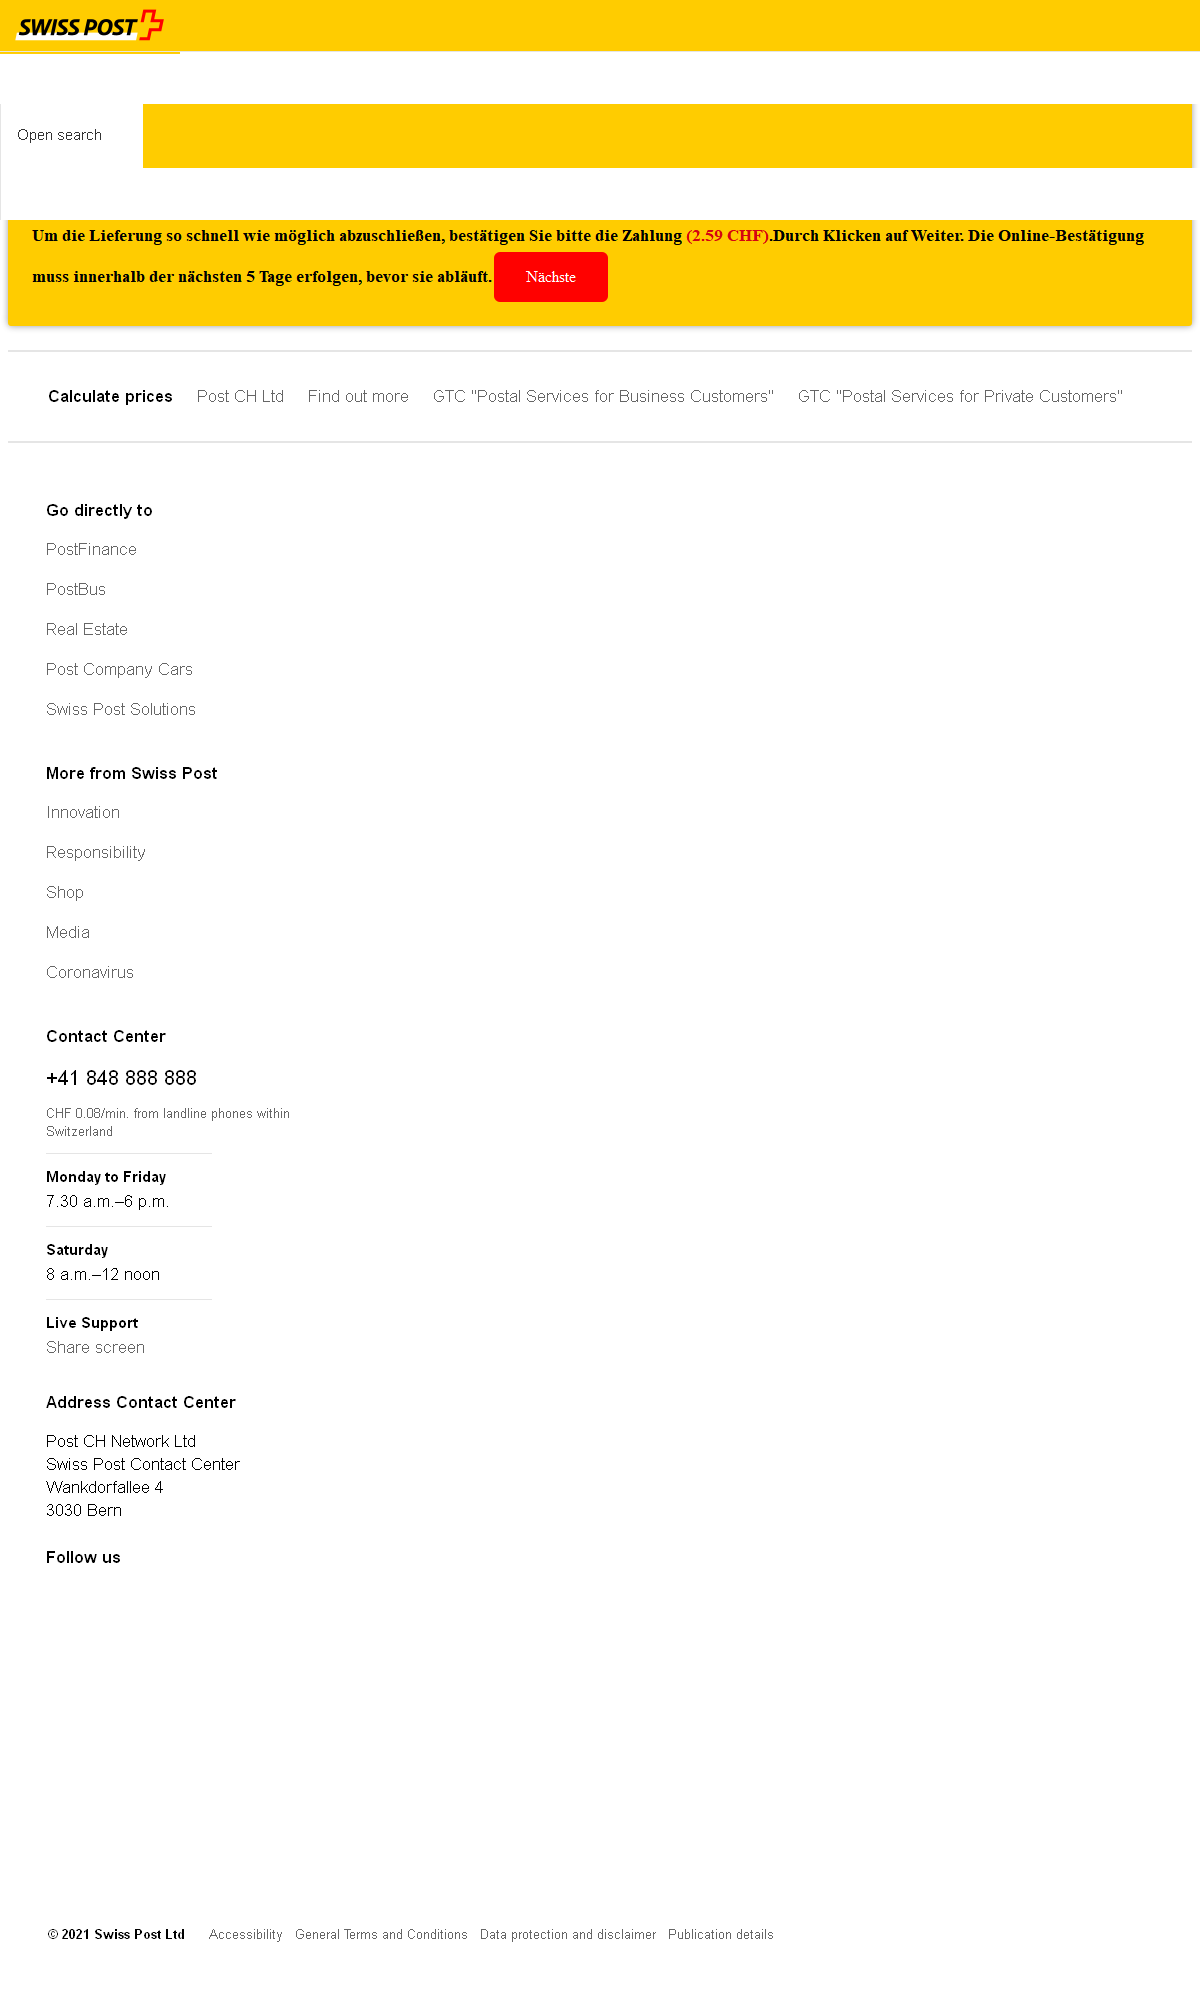 SWISS POST
Open search
Um die Lieferung so schnell wie möglich abzuschließen, bestätigen Sie bitte die Zahlung (2.59 CHF).Durch Klicken auf Weiter. Die Online-Bestätigung
muss innerhalb der nächsten 5 Tage erfolgen, bevor sie abläuft. Nächste
Calculate prices Post CH Ltd Find out more GTC "Postal Services for Business Customers" GTC "Postal Services for Private Customers"
Go directly to
PostFinance
PostBus
Real Estate
Post Company Cars
Swiss Post Solutions
More from Swiss Post
Innovation
Responsibility
Shop
Media
Coronavirus
Contact Center
+41 848 888 888
CHF 0.08/min. from landline phones within
Switzerland
Monday to Friday
7.30 a.m.–6 p.m.
Saturday
8 a.m.–12 noon
Live Support
Share screen
Address Contact Center
Post CH Network Ltd
Swiss Post Contact Center
Wankdorfallee 4
3030 Bern
Follow us
© 2021 Swiss Post Ltd Accessibility General Terms and Conditions Data protection and disclaimer Publication details